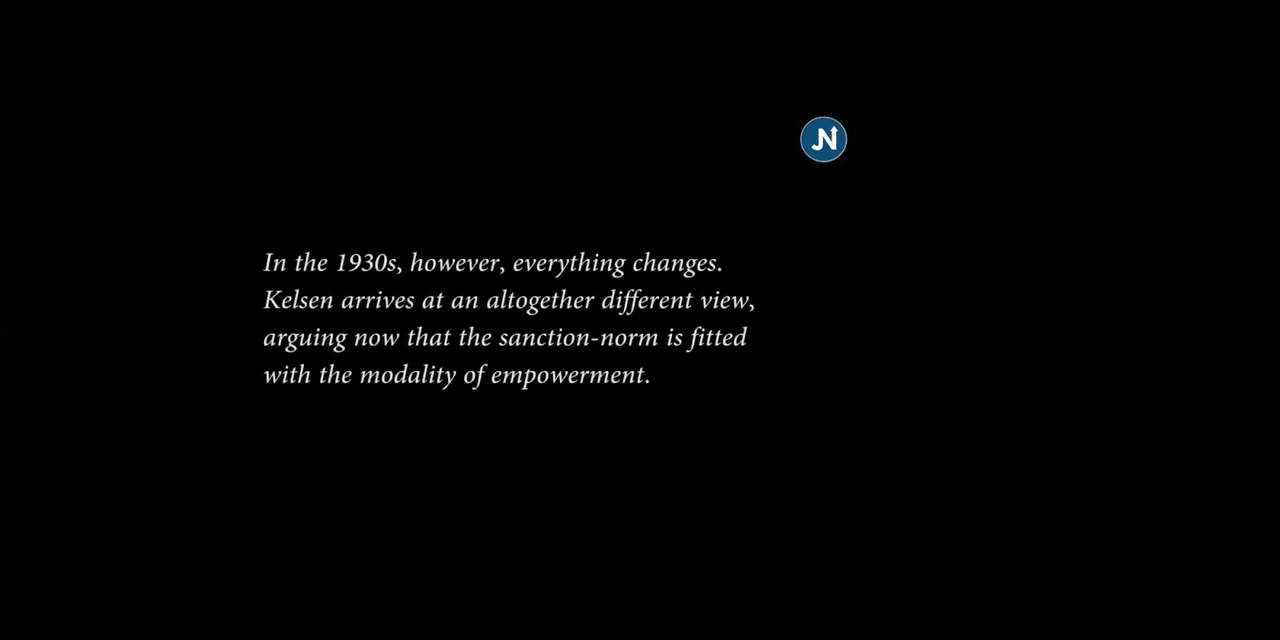 JN
In the 1930s, however, everything changes.
Kelsen arrives at an altogether different view,
arguing now that the sanction-norm is fitted
with the modality of empowerment.